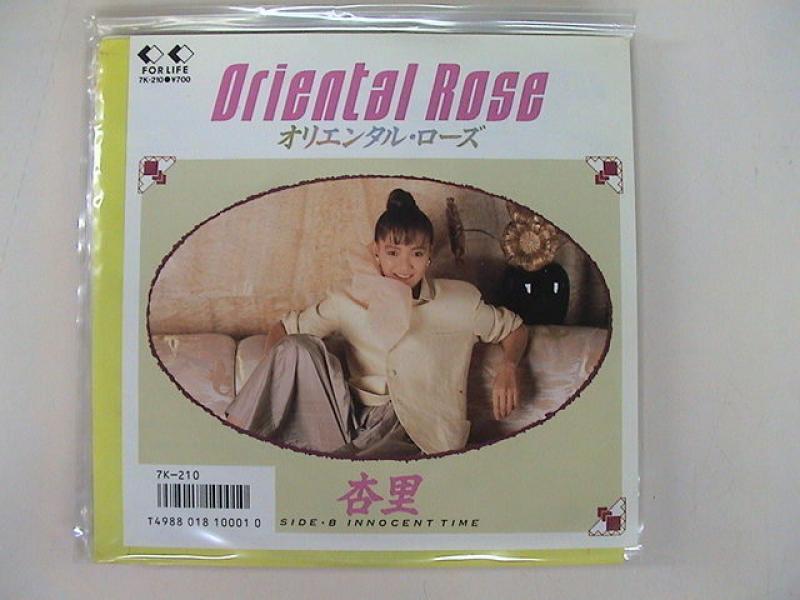 FOR LIFE
7K-210●¥700
Oriental Rose
オリエンタル・ローズ
杏里
7K-210
T4988 018 10001 0
SIDE・B INNOCENT TIME